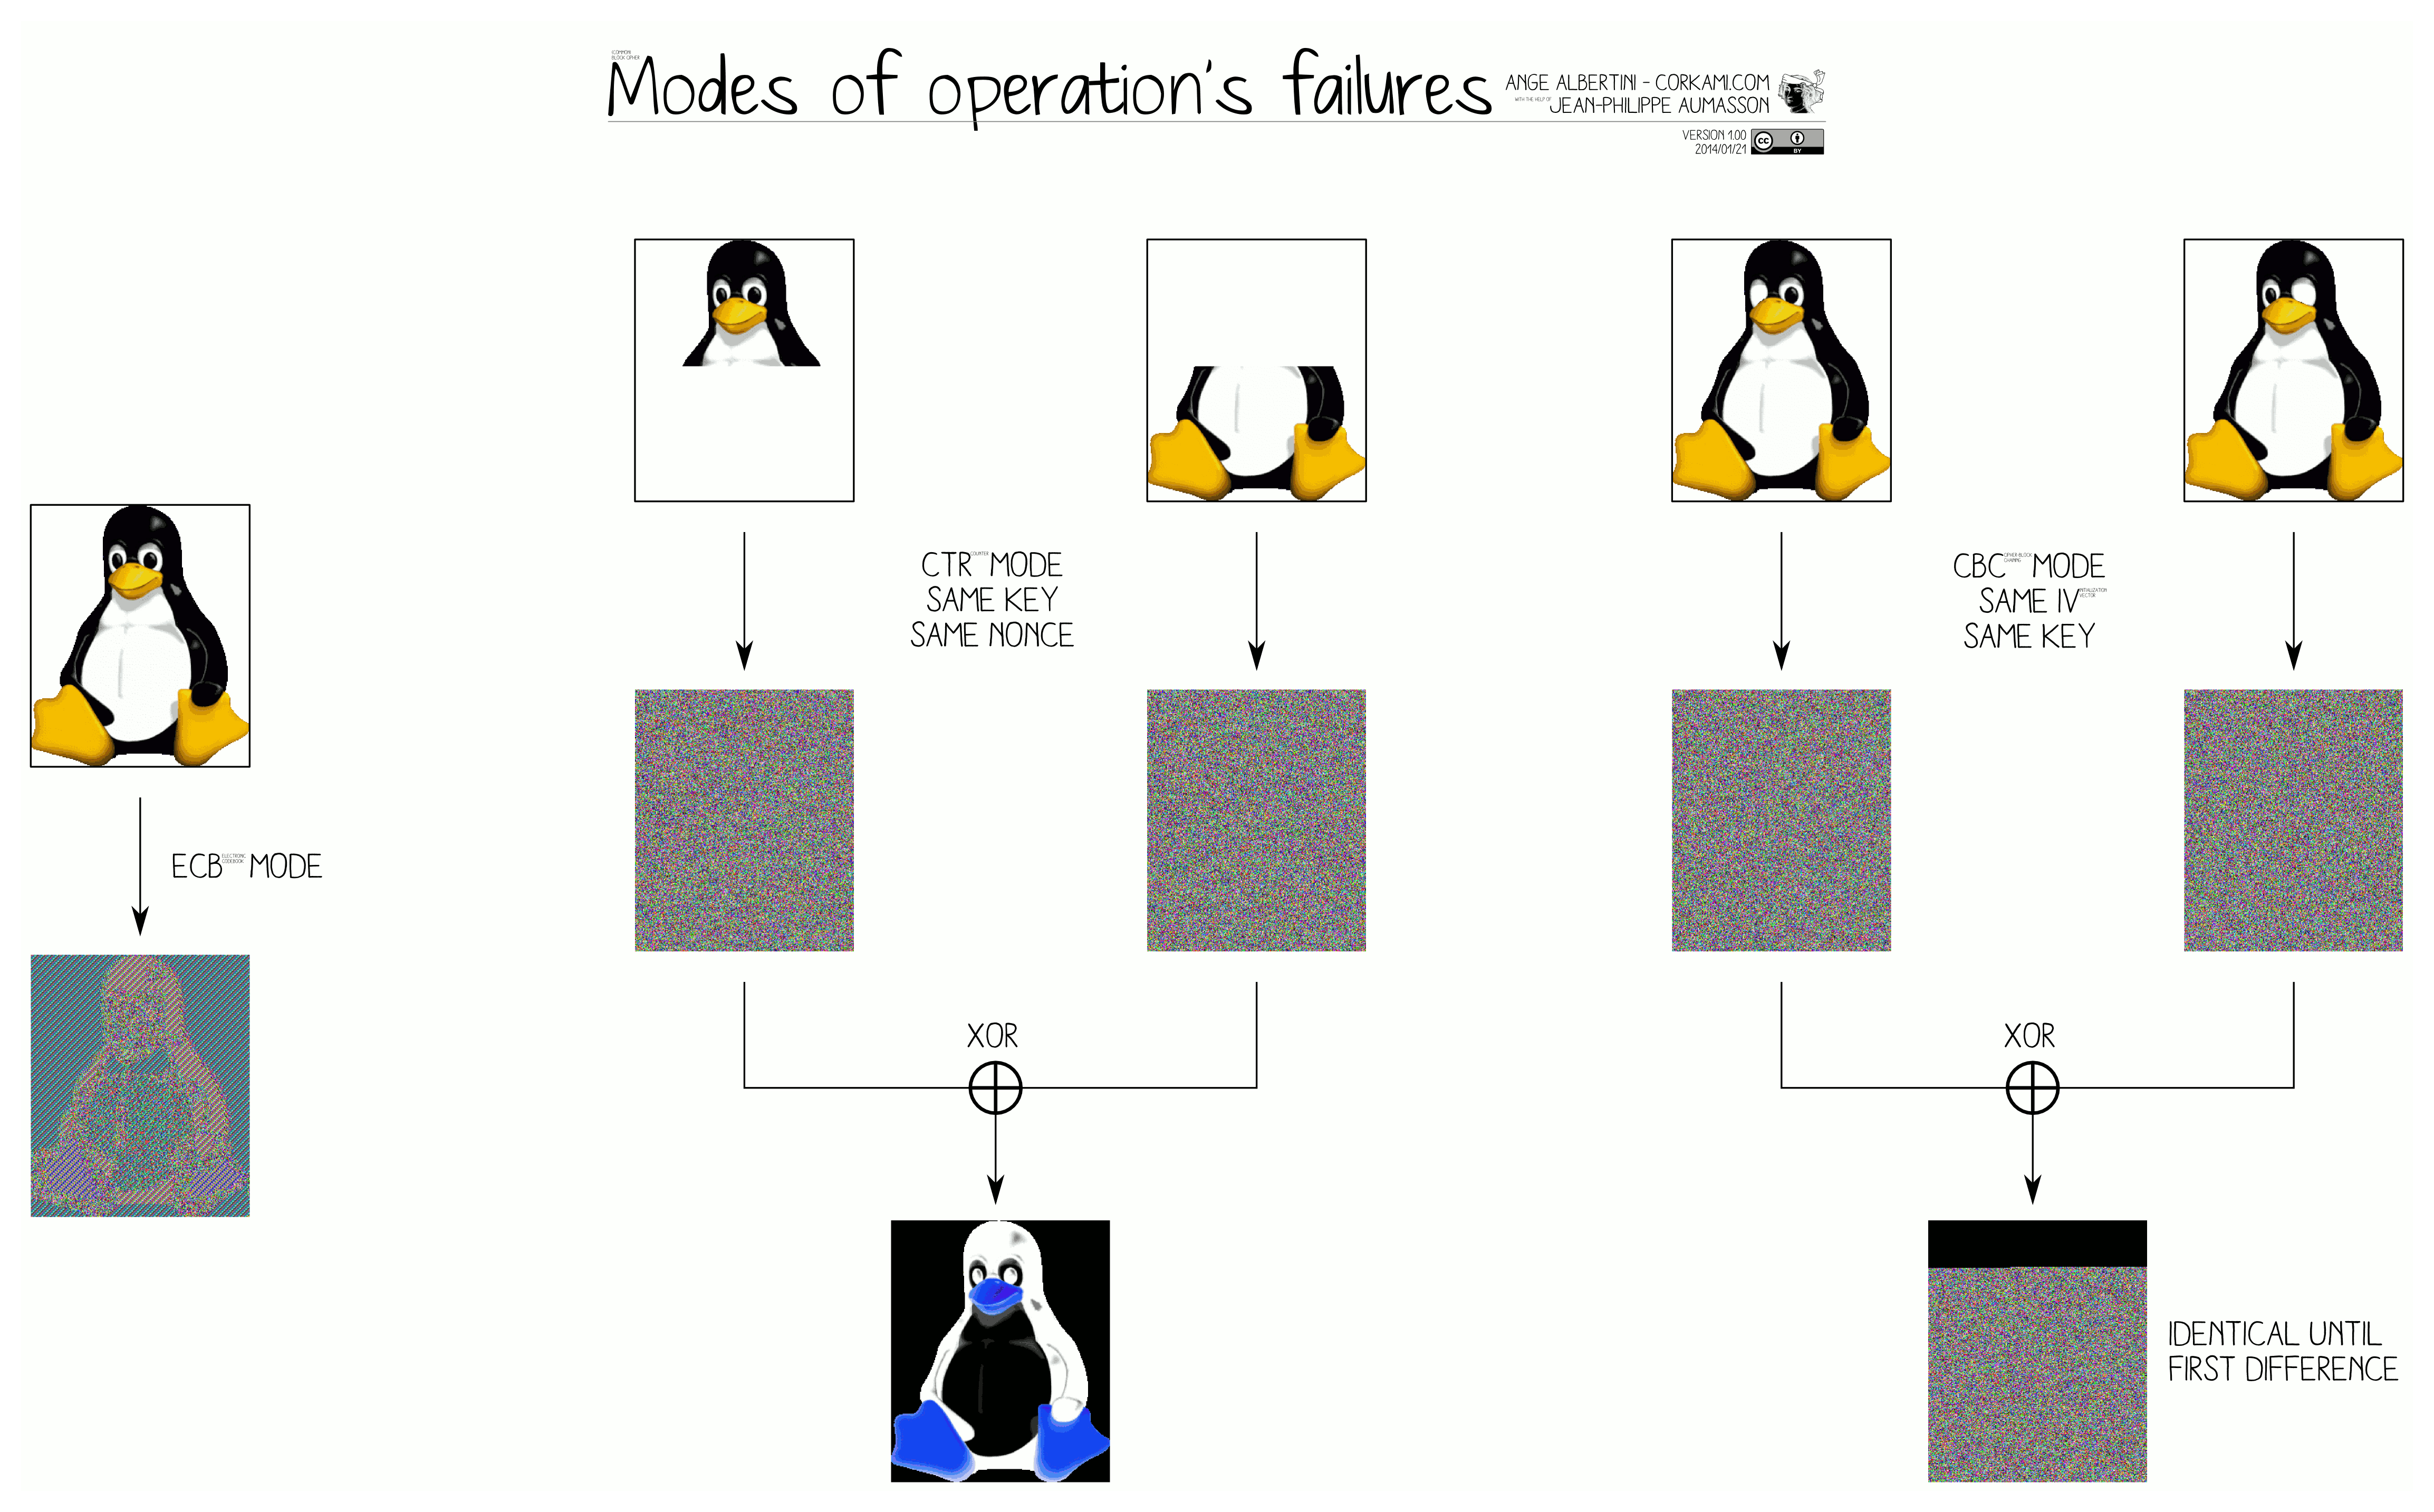 (COMMON)
BLOCK CIPHER
Modes of operation's failures
ANGE ALBERTINI - CORKAMI.COM
WITH THE HELP OF JEAN-PHILIPPE AUMASSON
VERSION 1.00
2014/01/21
CC BY
ECB ELECTRONIC CODEBOOK MODE
CTR COUNTER MODE
SAME KEY
SAME NONCE
XOR
CBC CIPHER-BLOCK CHAINING MODE
SAME IV INITIALIZATION VECTOR
SAME KEY
XOR
IDENTICAL UNTIL
FIRST DIFFERENCE